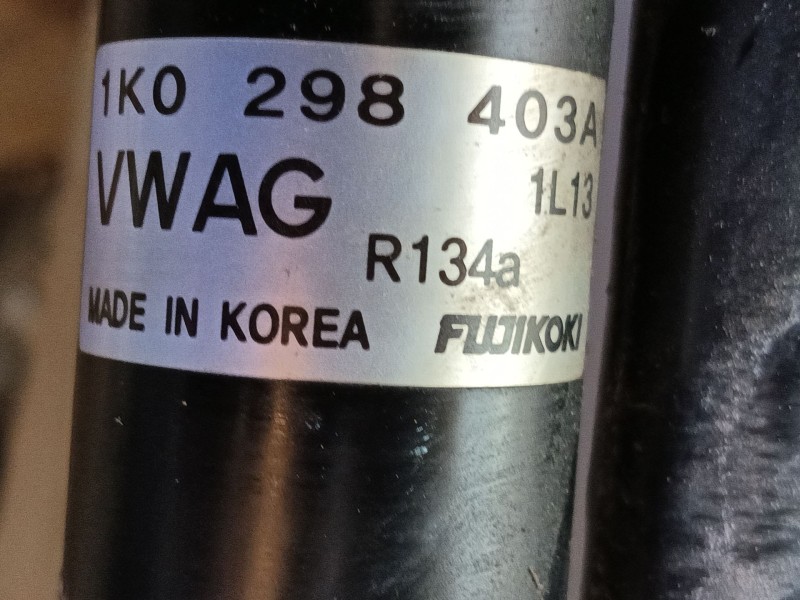 1K0 298 403A
VWAG 1L13
R134a
MADE IN KOREA FUJIKOKI